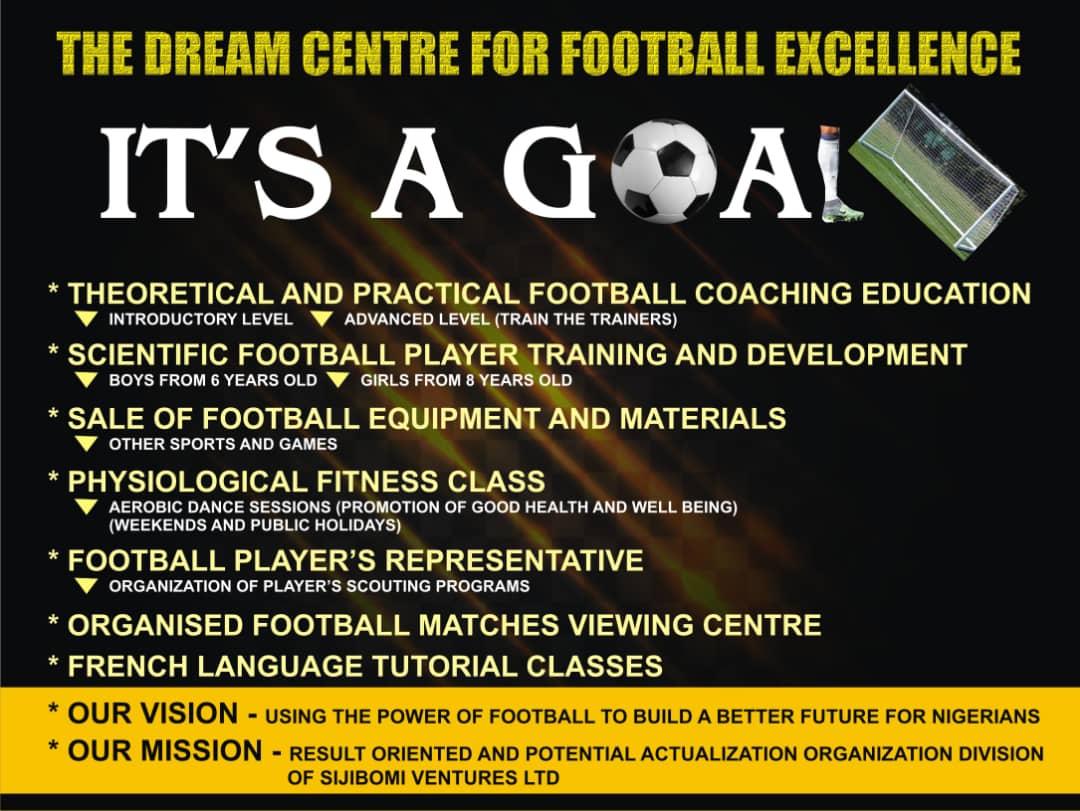 THE DREAM CENTRE FOR FOOTBALL EXCELLENCE
IT'S A GOAL
* THEORETICAL AND PRACTICAL FOOTBALL COACHING EDUCATION
▼ INTRODUCTORY LEVEL ▼ ADVANCED LEVEL (TRAIN THE TRAINERS)
* SCIENTIFIC FOOTBALL PLAYER TRAINING AND DEVELOPMENT
▼ BOYS FROM 6 YEARS OLD ▼ GIRLS FROM 8 YEARS OLD
* SALE OF FOOTBALL EQUIPMENT AND MATERIALS
▼ OTHER SPORTS AND GAMES
* PHYSIOLOGICAL FITNESS CLASS
▼ AEROBIC DANCE SESSIONS (PROMOTION OF GOOD HEALTH AND WELL BEING)
(WEEKENDS AND PUBLIC HOLIDAYS)
* FOOTBALL PLAYER'S REPRESENTATIVE
▼ ORGANIZATION OF PLAYER'S SCOUTING PROGRAMS
* ORGANISED FOOTBALL MATCHES VIEWING CENTRE
* FRENCH LANGUAGE TUTORIAL CLASSES
* OUR VISION - USING THE POWER OF FOOTBALL TO BUILD A BETTER FUTURE FOR NIGERIANS
* OUR MISSION - RESULT ORIENTED AND POTENTIAL ACTUALIZATION ORGANIZATION DIVISION
OF SIJIBOMI VENTURES LTD